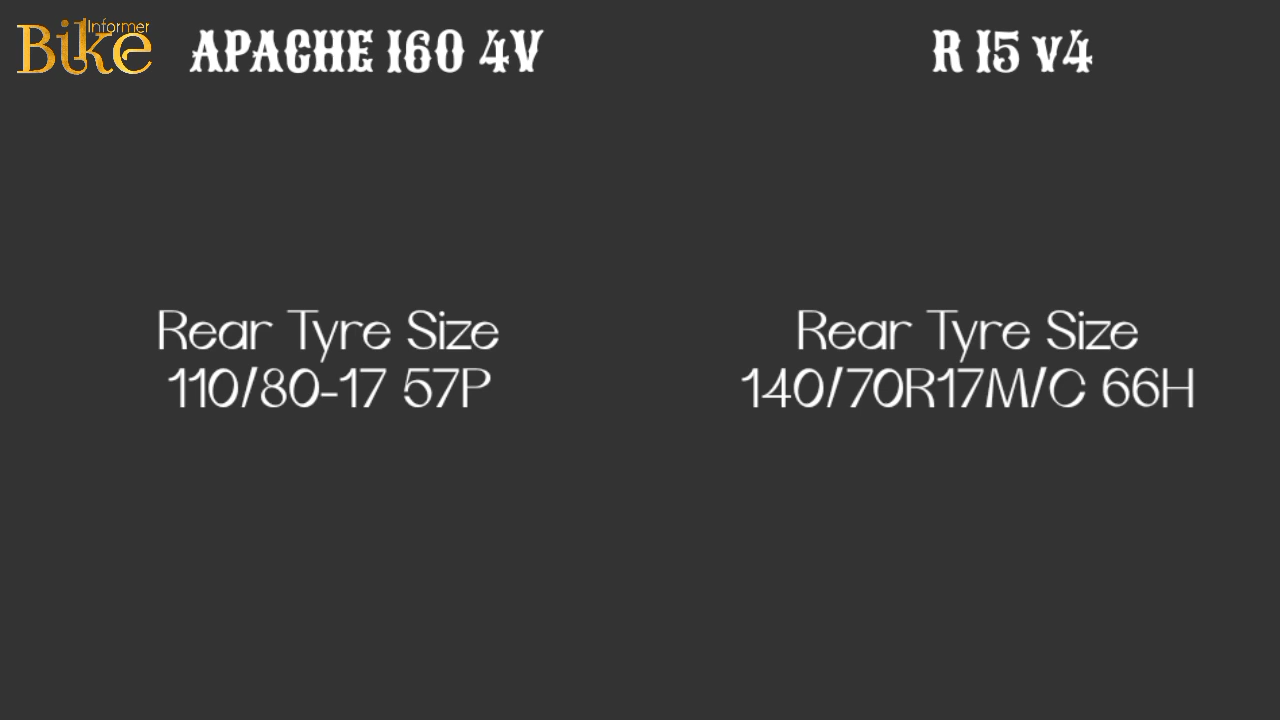 Bike Informer
APACHE 160 4V
R 15 v4
Rear Tyre Size
110/80-17 57P
Rear Tyre Size
140/70R17M/C 66H